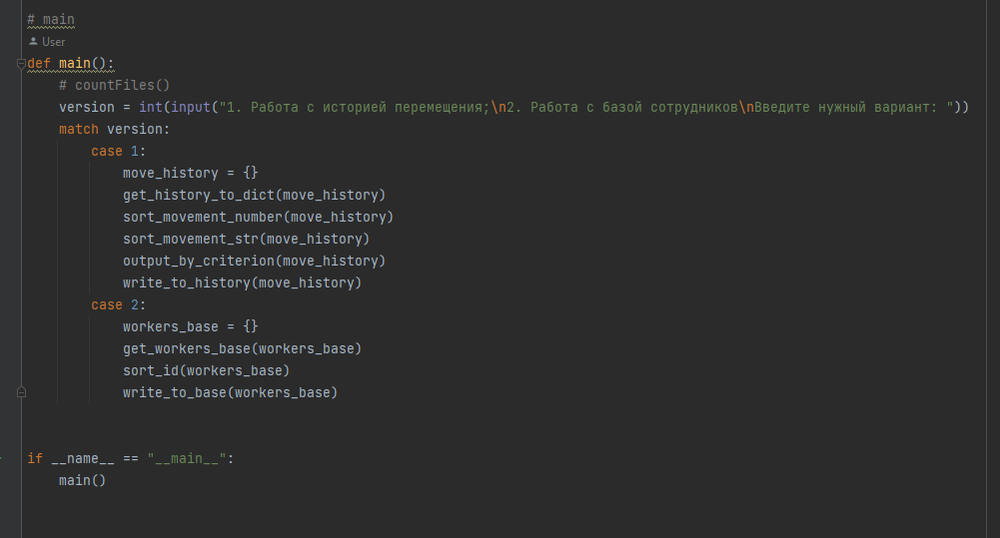 # main
User
def main():
    # countFiles()
    version = int(input("1. Работа с историей перемещения;\n2. Работа с базой сотрудников\nВведите нужный вариант: "))
    match version:
        case 1:
            move_history = {}
            get_history_to_dict(move_history)
            sort_movement_number(move_history)
            sort_movement_str(move_history)
            output_by_criterion(move_history)
            write_to_history(move_history)
        case 2:
            workers_base = {}
            get_workers_base(workers_base)
            sort_id(workers_base)
            write_to_base(workers_base)
if __name__ == "__main__":
    main()